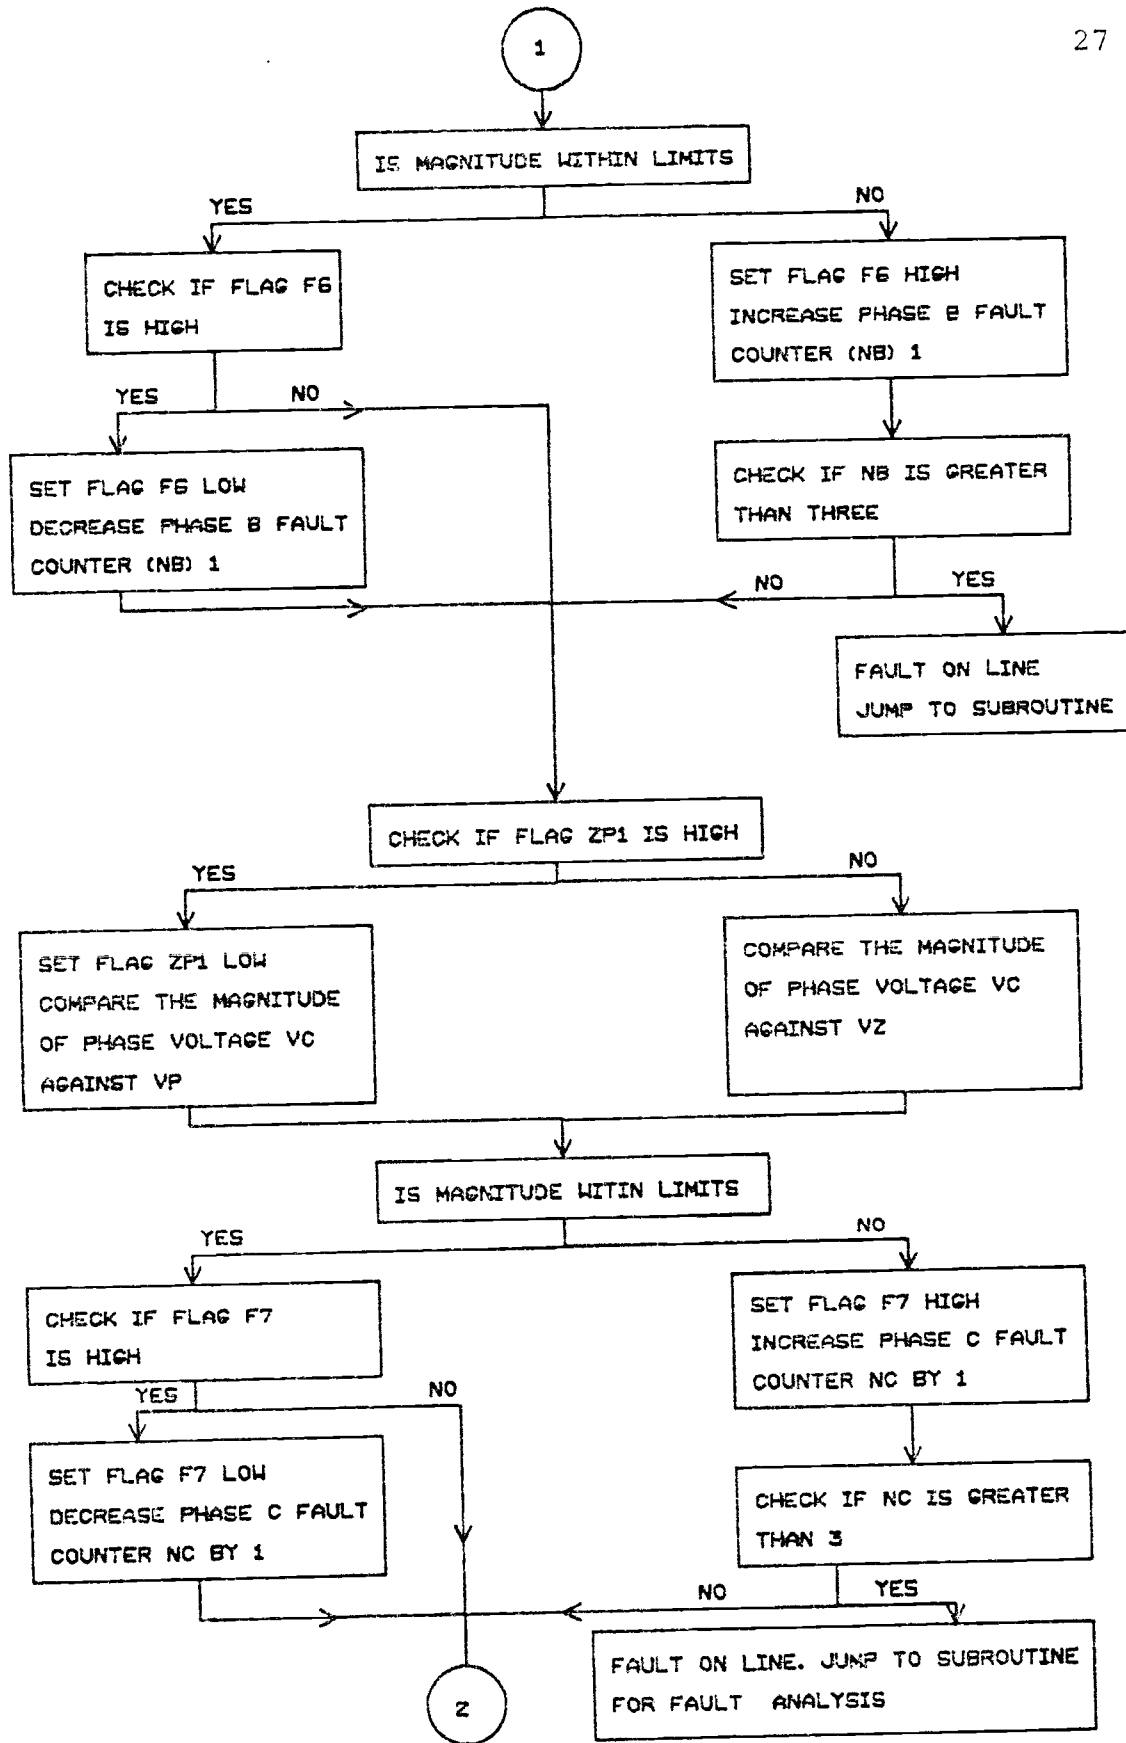 27
1
IS MAGNITUDE WITHIN LIMITS
YES
NO
CHECK IF FLAG F6
IS HIGH
SET FLAG F6 HIGH
INCREASE PHASE B FAULT
COUNTER (NB) 1
YES
NO
SET FLAG F6 LOW
DECREASE PHASE B FAULT
COUNTER (NB) 1
CHECK IF NB IS GREATER
THAN THREE
NO
YES
FAULT ON LINE
JUMP TO SUBROUTINE
CHECK IF FLAG ZP1 IS HIGH
YES
NO
SET FLAG ZP1 LOW
COMPARE THE MAGNITUDE
OF PHASE VOLTAGE VC
AGAINST VP
COMPARE THE MAGNITUDE
OF PHASE VOLTAGE VC
AGAINST VZ
IS MAGNITUDE WITIN LIMITS
YES
NO
CHECK IF FLAG F7
IS HIGH
SET FLAG F7 HIGH
INCREASE PHASE C FAULT
COUNTER NC BY 1
YES
NO
SET FLAG F7 LOW
DECREASE PHASE C FAULT
COUNTER NC BY 1
CHECK IF NC IS GREATER
THAN 3
NO
YES
FAULT ON LINE. JUMP TO SUBROUTINE
FOR FAULT ANALYSIS
2